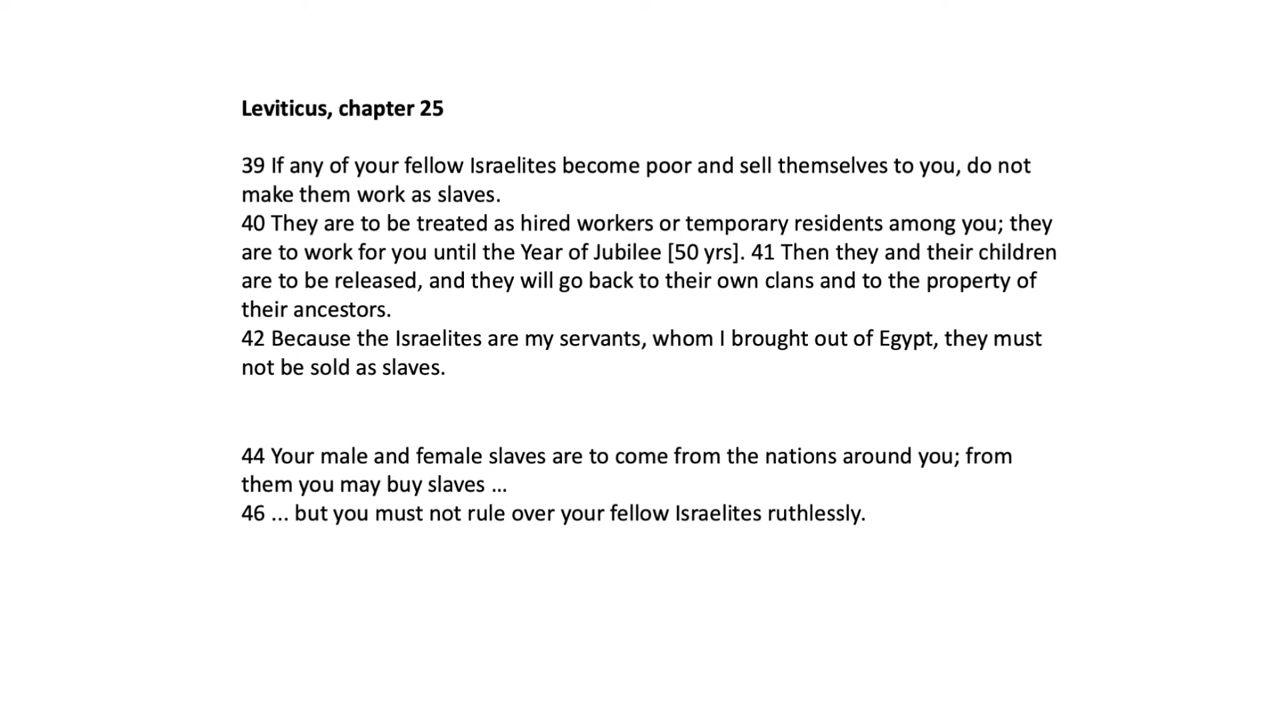 Leviticus, chapter 25
39 If any of your fellow Israelites become poor and sell themselves to you, do not
make them work as slaves.
40 They are to be treated as hired workers or temporary residents among you; they
are to work for you until the Year of Jubilee [50 yrs]. 41 Then they and their children
are to be released, and they will go back to their own clans and to the property of
their ancestors.
42 Because the Israelites are my servants, whom I brought out of Egypt, they must
not be sold as slaves.
44 Your male and female slaves are to come from the nations around you; from
them you may buy slaves ...
46 ... but you must not rule over your fellow Israelites ruthlessly.